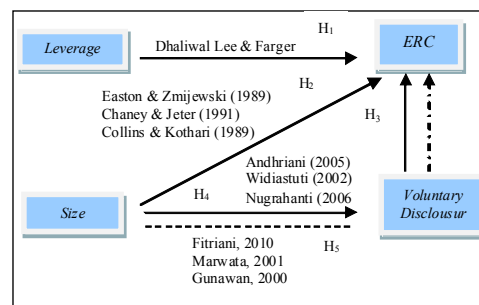 Leverage
Dhaliwal Lee & Farger
H1
ERC
Easton & Zmijewski (1989)
Chaney & Jeter (1991)
Collins & Kothari (1989)
H2
H3
Andhriani (2005)
Widiastuti (2002)
Nugrahanti (2006
H4
Size
Voluntary
Disclousur
Fitriani, 2010
Marwata, 2001
Gunawan, 2000
H5